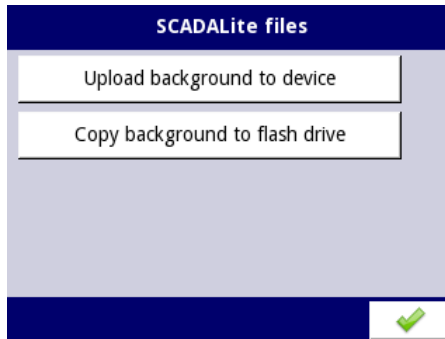 SCADALite files
Upload background to device
Copy background to flash drive